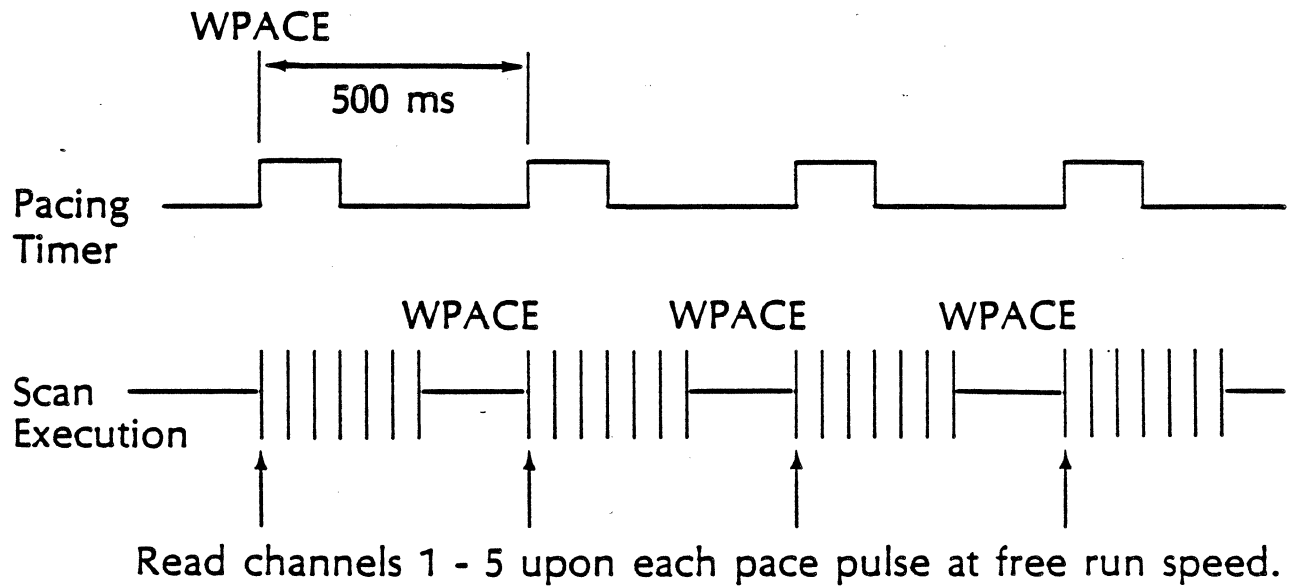 WPACE
500 ms
Pacing
Timer
WPACE WPACE WPACE
Scan
Execution
Read channels 1 - 5 upon each pace pulse at free run speed.